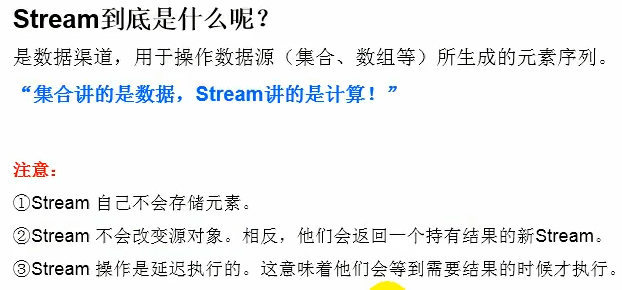 Stream到底是什么呢？
是数据渠道，用于操作数据源（集合、数组等）所生成的元素序列。
“集合讲的是数据，Stream讲的是计算！”
注意：
①Stream 自己不会存储元素。
②Stream 不会改变源对象。相反，他们会返回一个持有结果的新Stream。
③Stream 操作是延迟执行的。这意味着他们会等到需要结果的时候才执行。